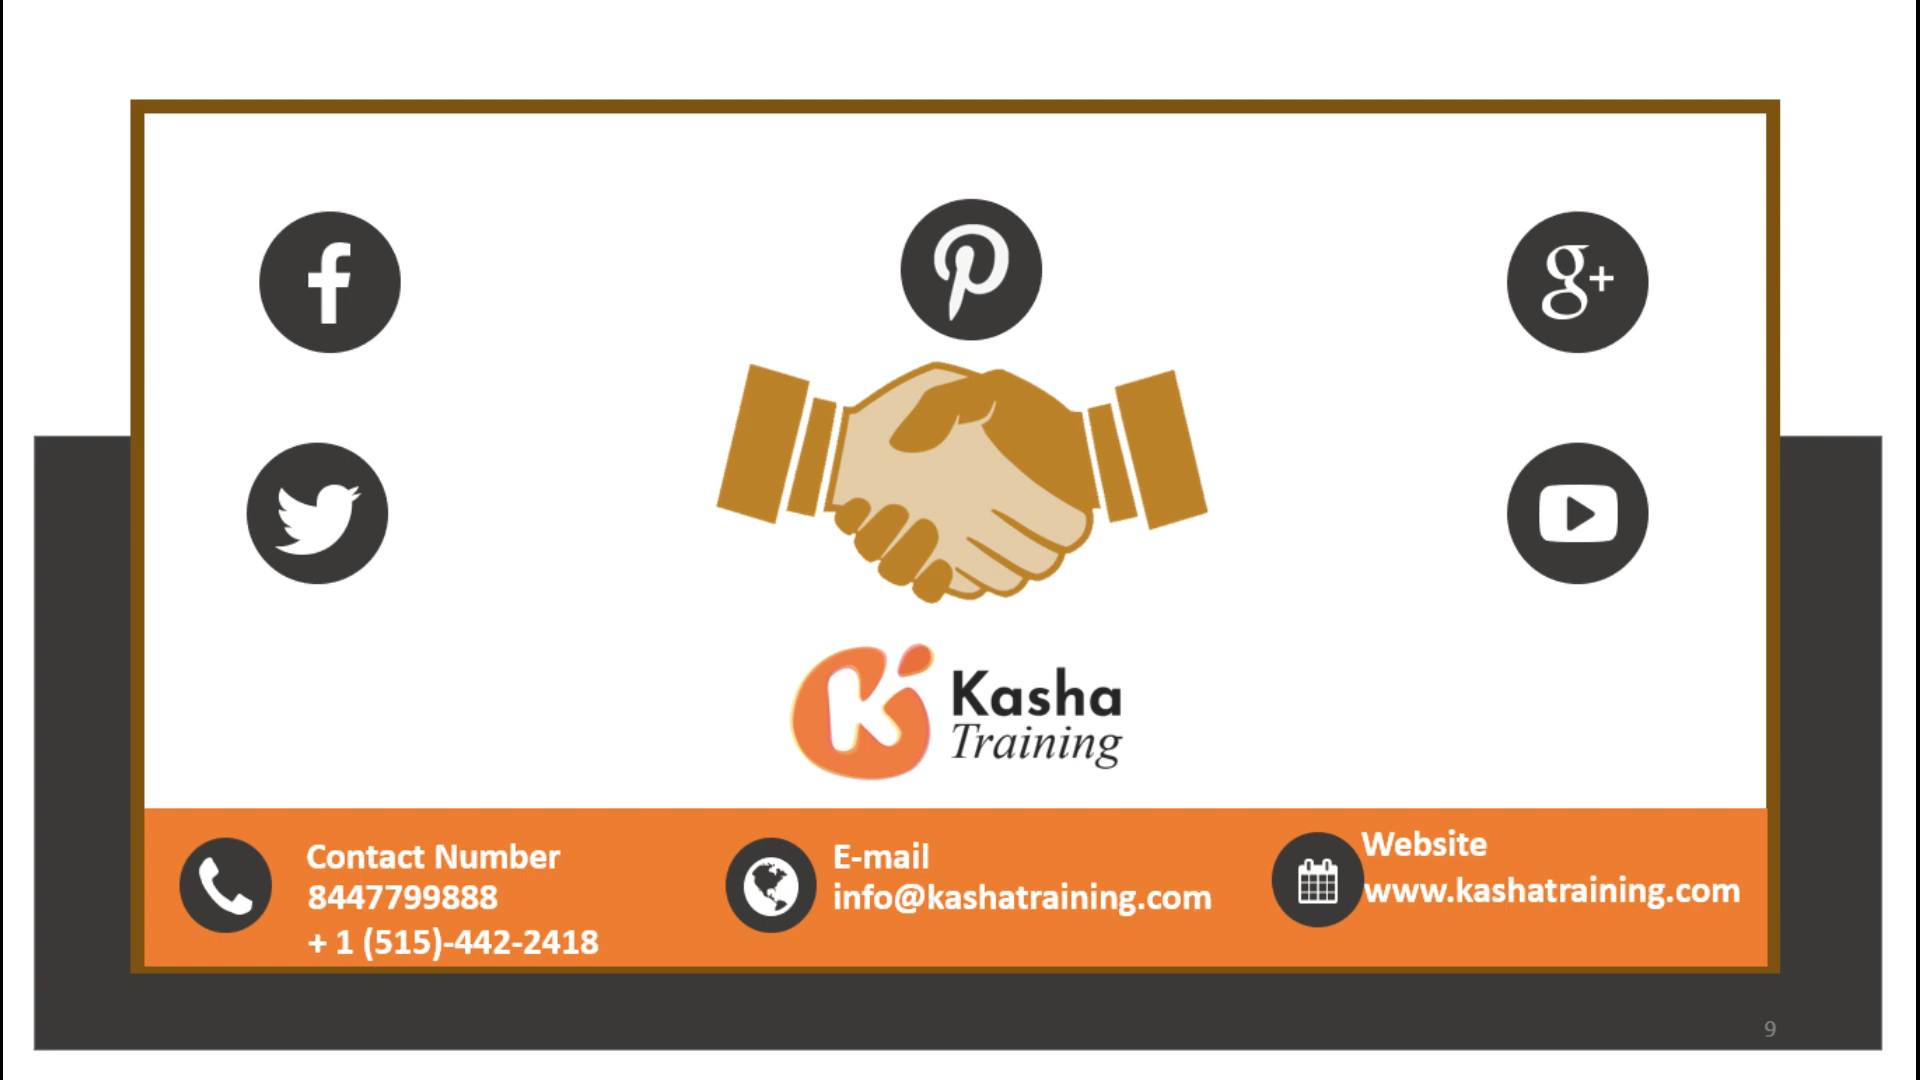 f
g+
K
Kasha
Training
Contact Number
8447799888
+ 1 (515)-442-2418
E-mail
info@kashatraining.com
Website
www.kashatraining.com
9